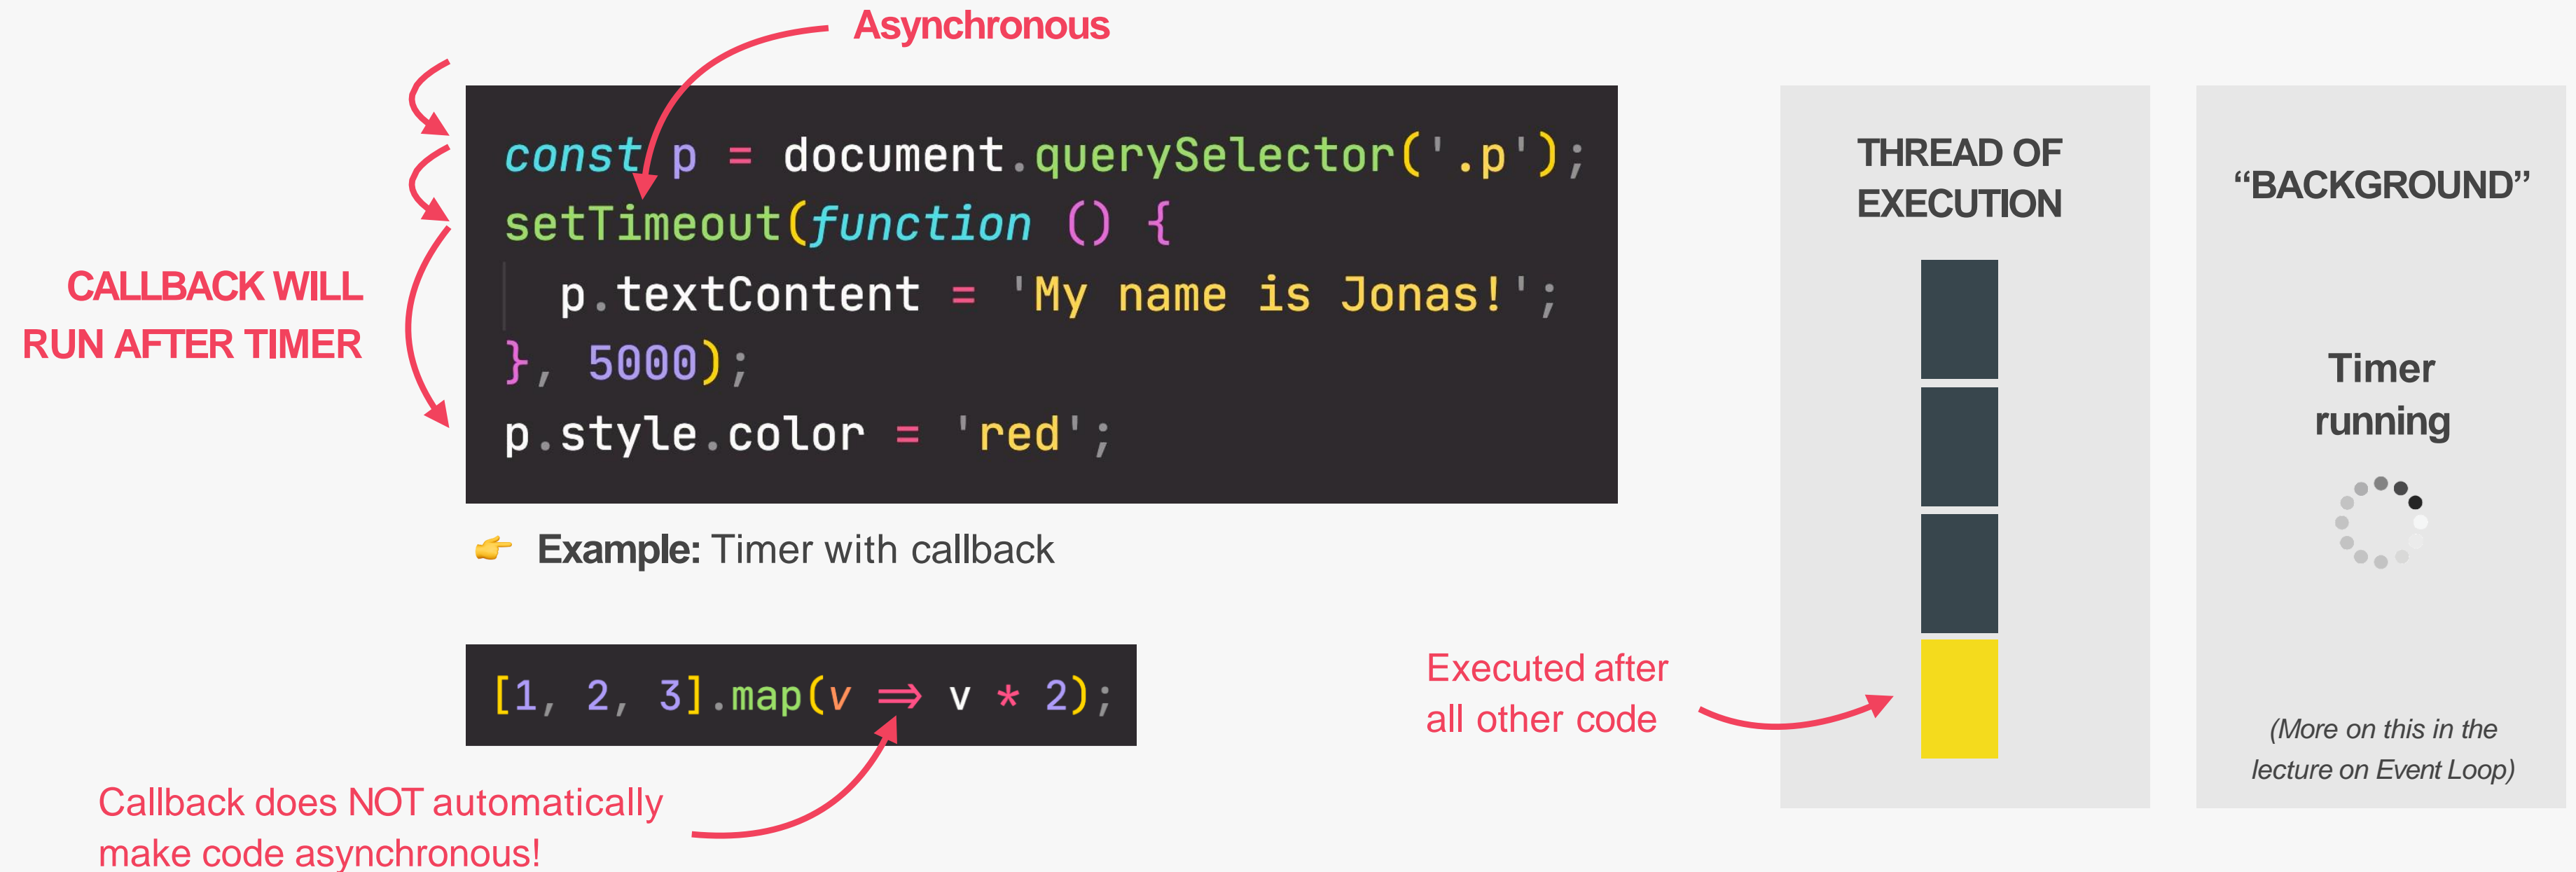 Asynchronous
const p = document.querySelector('.p');
setTimeout(function () {
p.textContent = 'My name is Jonas!';
}, 5000);
p.style.color = 'red';
CALLBACK WILL
RUN AFTER TIMER
👉 Example: Timer with callback
[1, 2, 3].map(v => v * 2);
Callback does NOT automatically
make code asynchronous!
Executed after
all other code
THREAD OF
EXECUTION
“BACKGROUND”
Timer
running
(More on this in the
lecture on Event Loop)